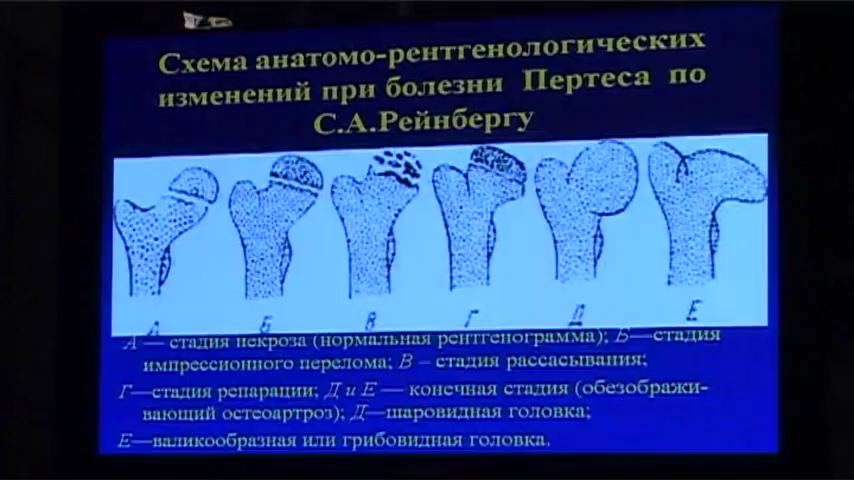 Схема анатомо-рентгенологических
изменений при болезни Пертеса по
С.А.Рейнбергу
А Б В Г Д Е
А — стадия некроза (нормальная рентгенограмма); Б—стадия
импрессионного перелома; В – стадия рассасывания;
Г—стадия репарации; Д и Е — конечная стадия (обезображи-
вающий остеоартроз); Д—шаровидная головка;
Е—валикообразная или грибовидная головка.